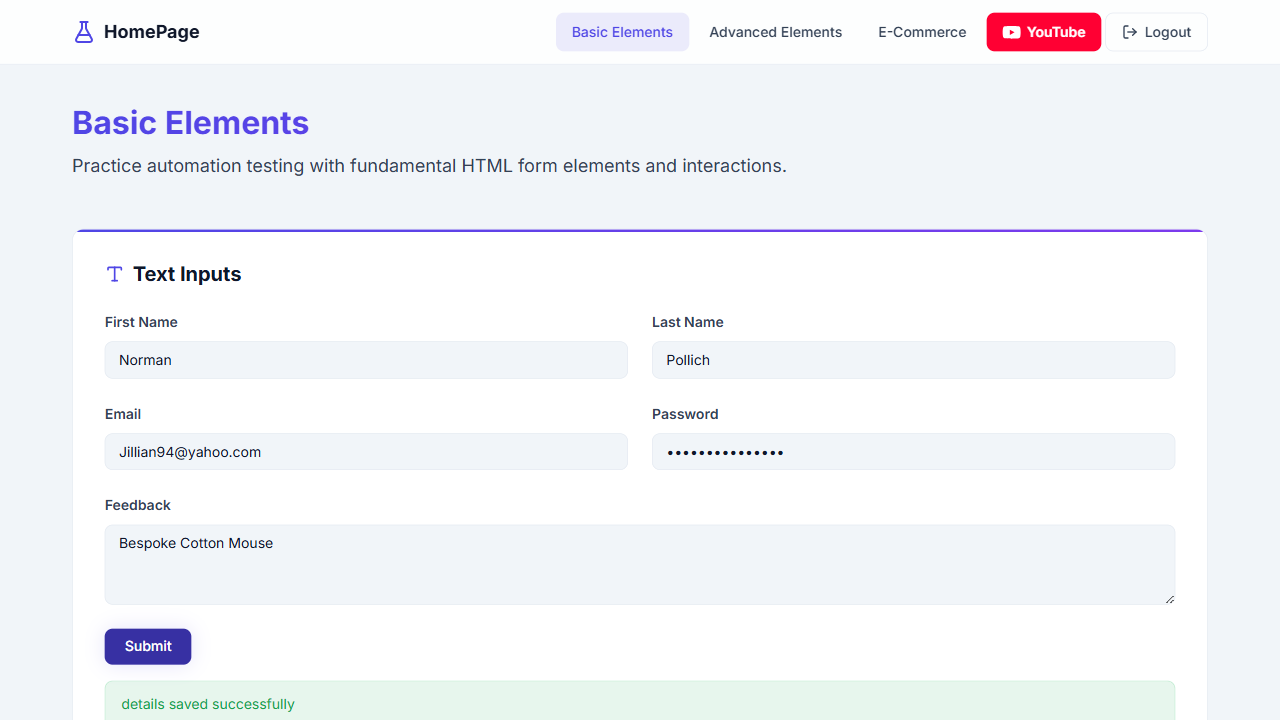 HomePage
Basic Elements
Advanced Elements
E-Commerce
YouTube
Logout
Basic Elements
Practice automation testing with fundamental HTML form elements and interactions.
Text Inputs
First Name
Last Name
Norman
Pollich
Email
Password
Jillian94@yahoo.com
•••••••••••••••
Feedback
Bespoke Cotton Mouse
Submit
details saved successfully